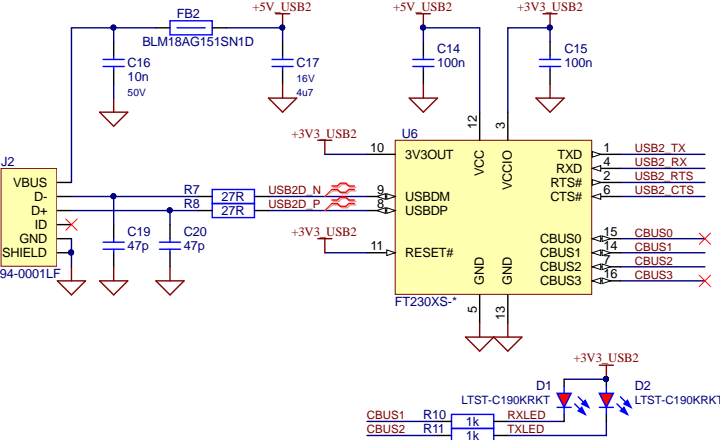 +5V_USB2
+5V_USB2
+3V3_USB2
FB2
BLM18AG151SN1D
C16
10n
50V
C17
16V
4u7
C14
100n
C15
100n
12
3
+3V3_USB2
U6
J2
10
3V3OUT
VCC
VCCIO
TXD
1
USB2_TX
RXD
4
USB2_RX
RTS#
2
USB2_RTS
CTS#
6
USB2_CTS
VBUS
D-
D+
ID
GND
SHIELD
94-0001LF
R7
27R
USB2D_N
9
USBDM
R8
27R
USB2D_P
8
USBDP
C19
47p
C20
47p
+3V3_USB2
11
RESET#
CBUS0
15
CBUS0
CBUS1
14
CBUS1
CBUS2
7
CBUS2
CBUS3
16
CBUS3
GND
GND
FT230XS-*
5
13
+3V3_USB2
D1
LTST-C190KRKT
D2
LTST-C190KRKT
CBUS1
R10
1k
RXLED
CBUS2
R11
1k
TXLED